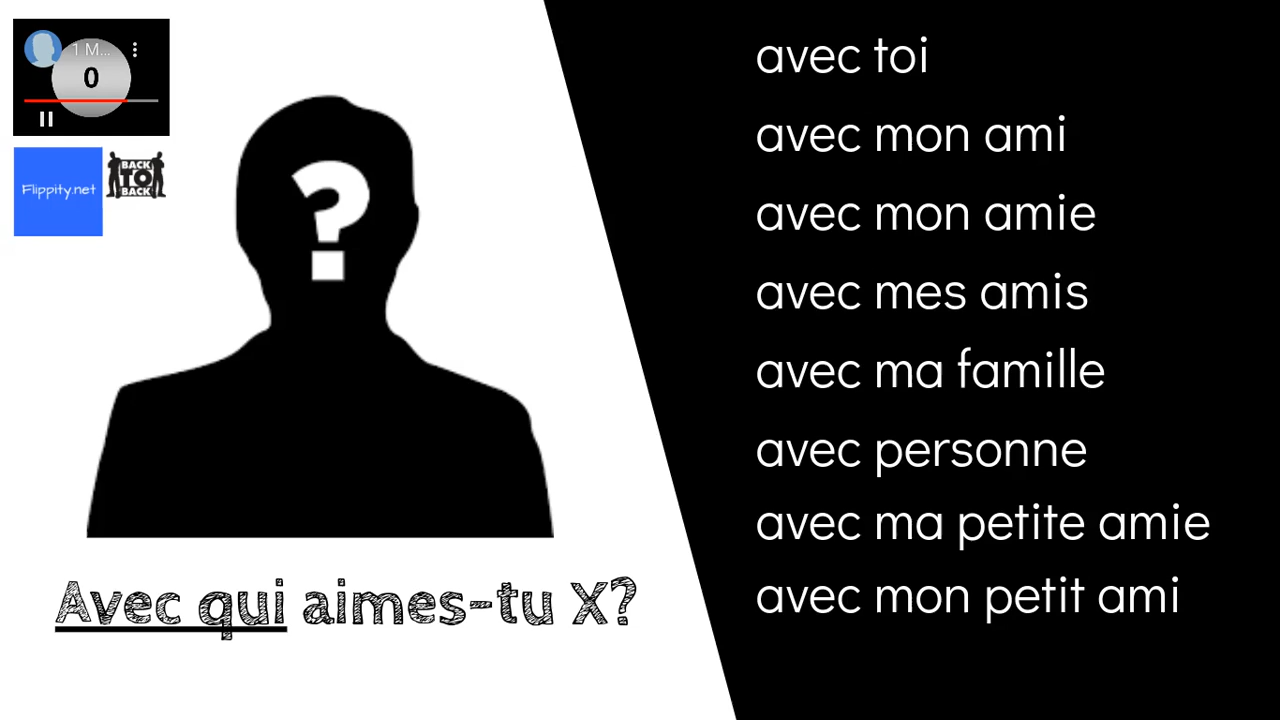 1 M...
0
Flippity.net
BACK
TO
BACK
?
Avec qui aimes-tu X?
avec toi
avec mon ami
avec mon amie
avec mes amis
avec ma famille
avec personne
avec ma petite amie
avec mon petit ami